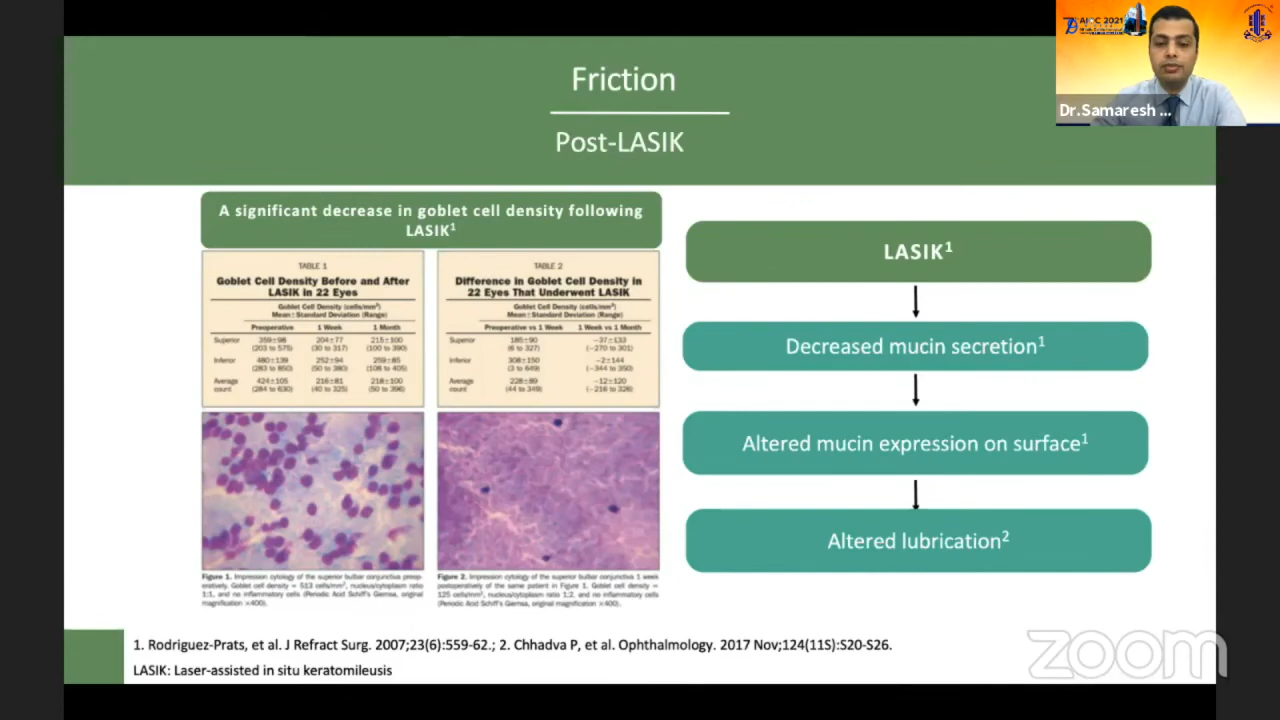 Friction
Post-LASIK
AIOC 2021
Dr.Samaresh ...
A significant decrease in goblet cell density following
LASIK1
TABLE 1
Goblet Cell Density Before and After
LASIK in 22 Eyes
Goblet Cell Density (cells/mm²)
Mean±Standard Deviation (Range)
Preoperative 1 Week 1 Month
Superior 359±98 204±77 215±100
(203 to 575) (30 to 317) (100 to 390)
Inferior 480±139 252±94 259±85
(283 to 850) (50 to 380) (108 to 405)
Average 424±105 216±81 218±100
count (284 to 630) (40 to 325) (50 to 396)
TABLE 2
Difference in Goblet Cell Density in
22 Eyes That Underwent LASIK
Goblet Cell Density (cells/mm²)
Mean±Standard Deviation (Range)
Preoperative vs 1 Week 1 Week vs 1 Month
Superior 185±90 −37±133
(6 to 327) (−270 to 301)
Inferior 308±150 −2±144
(3 to 649) (−344 to 350)
Average 228±89 −12±120
count (44 to 349) (−216 to 326)
Figure 1. Impression cytology of the superior bulbar conjunctiva preop-
eratively. Goblet cell density = 513 cells/mm², nucleus/cytoplasm ratio
1:1, and no inflammatory cells (Periodic Acid Schiff's Giemsa, original
magnification ×400).
Figure 2. Impression cytology of the superior bulbar conjunctiva 1 week
postoperatively of the same patient in Figure 1. Goblet cell density =
125 cells/mm², nucleus/cytoplasm ratio 1:2, and no inflammatory cells
(Periodic Acid Schiff's Giemsa, original magnification ×400).
LASIK1
Decreased mucin secretion1
Altered mucin expression on surface1
Altered lubrication2
1. Rodriguez-Prats, et al. J Refract Surg. 2007;23(6):559-62.; 2. Chhadva P, et al. Ophthalmology. 2017 Nov;124(11S):S20-S26.
LASIK: Laser-assisted in situ keratomileusis
zoom